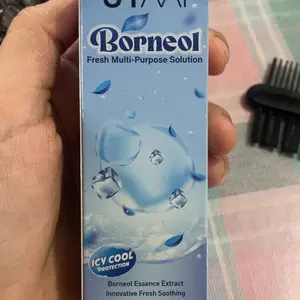 Borneol
Fresh Multi-Purpose Solution
ICY COOL
PROTECTION
Borneol Essence Extract
Innovative Fresh Soothing